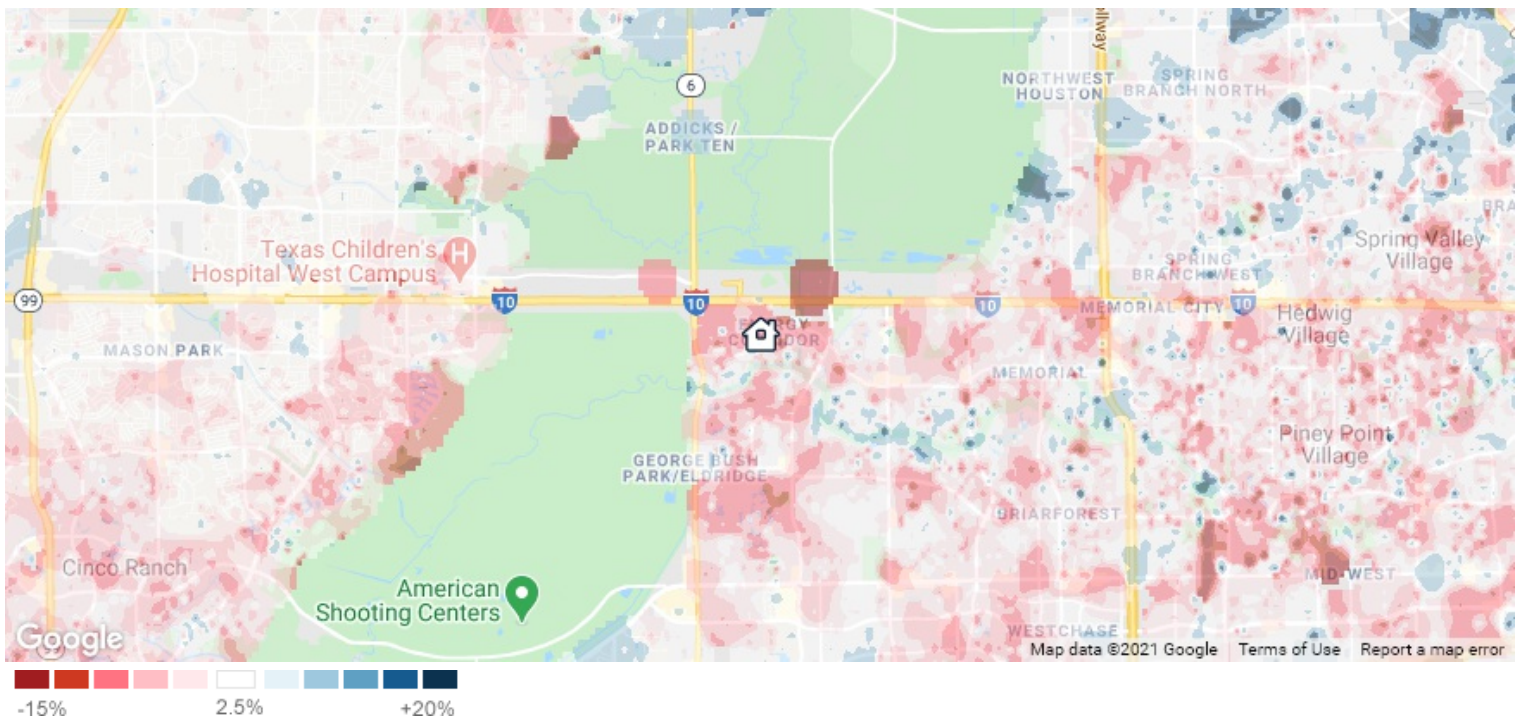 ollway
6
NORTHWEST
HOUSTON
SPRING
BRANCH NORTH
ADDICKS /
PARK TEN
BRA
Texas Children's
Hospital West Campus
H
Spring Valley
Village
SPRING
BRANCH WEST
99
10
10
10
10
MEMORIAL CITY
Hedwig
Village
ENERGY
CORRIDOR
MASON PARK
MEMORIAL
Piney Point
Village
GEORGE BUSH
PARK/ELDRIDGE
BRIARFOREST
Cinco Ranch
MID-WEST
American
Shooting Centers
WESTCHASE
Google
99
Map data ©2021 Google
Terms of Use
Report a map error
-15%
2.5%
+20%